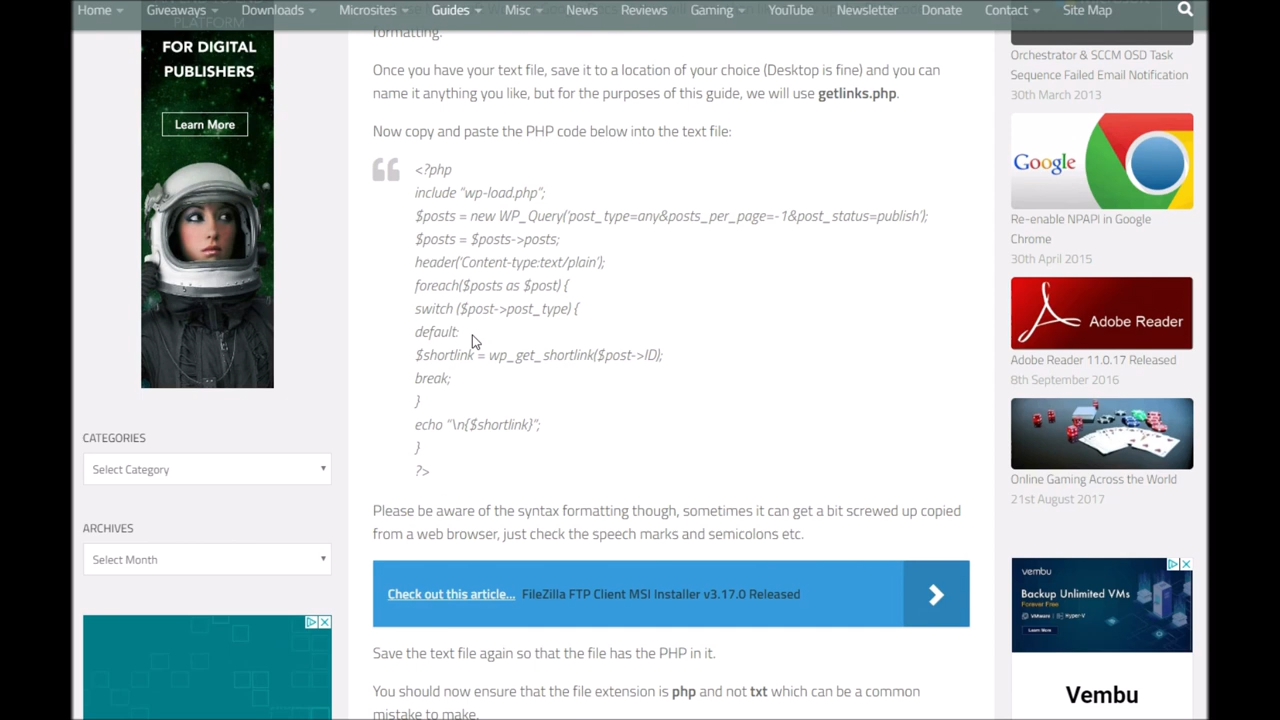 Home Giveaways Downloads Microsites Guides Misc News Reviews Gaming YouTube Newsletter Donate Contact Site Map
PLATFORM
FOR DIGITAL
PUBLISHERS
Learn More
CATEGORIES
Select Category
ARCHIVES
Select Month
formatting.
Once you have your text file, save it to a location of your choice (Desktop is fine) and you can
name it anything you like, but for the purposes of this guide, we will use getlinks.php.
Now copy and paste the PHP code below into the text file:
<?php
include “wp-load.php”;
$posts = new WP_Query(‘post_type=any&posts_per_page=-1&post_status=publish’);
$posts = $posts->posts;
header(‘Content-type:text/plain’);
foreach($posts as $post) {
switch ($post->post_type) {
default:
$shortlink = wp_get_shortlink($post->ID);
break;
}
echo “\n{$shortlink}”;
}
?>
Please be aware of the syntax formatting though, sometimes it can get a bit screwed up copied
from a web browser, just check the speech marks and semicolons etc.
Check out this article... FileZilla FTP Client MSI Installer v3.17.0 Released
Save the text file again so that the file has the PHP in it.
You should now ensure that the file extension is php and not txt which can be a common
mistake to make.
Orchestrator & SCCM OSD Task
Sequence Failed Email Notification
30th March 2013
Google
Re-enable NPAPI in Google
Chrome
30th April 2015
Adobe Reader
Adobe Reader 11.0.17 Released
8th September 2016
Online Gaming Across the World
21st August 2017
vembu
Backup Unlimited VMs
Forever Free
VMware Hyper-V
Learn More
Vembu